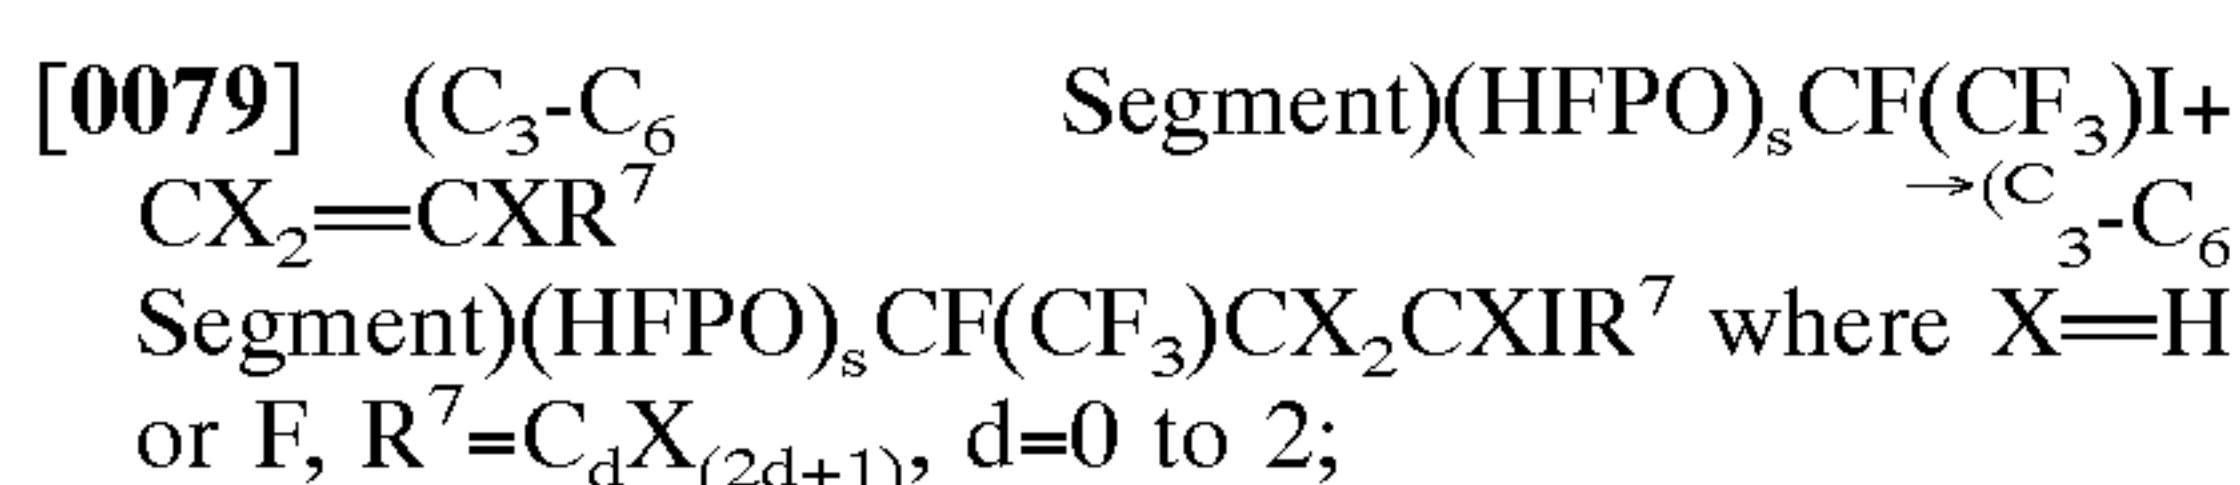 [0079] (C₃-C₆ Segment)(HFPO)ₛCF(CF₃)I+
CX₂═CXR⁷ →(C₃-C₆
Segment)(HFPO)ₛCF(CF₃)CX₂CXIR⁷ where X═H
or F, R⁷=C_dX₍₂d₊₁₎, d=0 to 2;